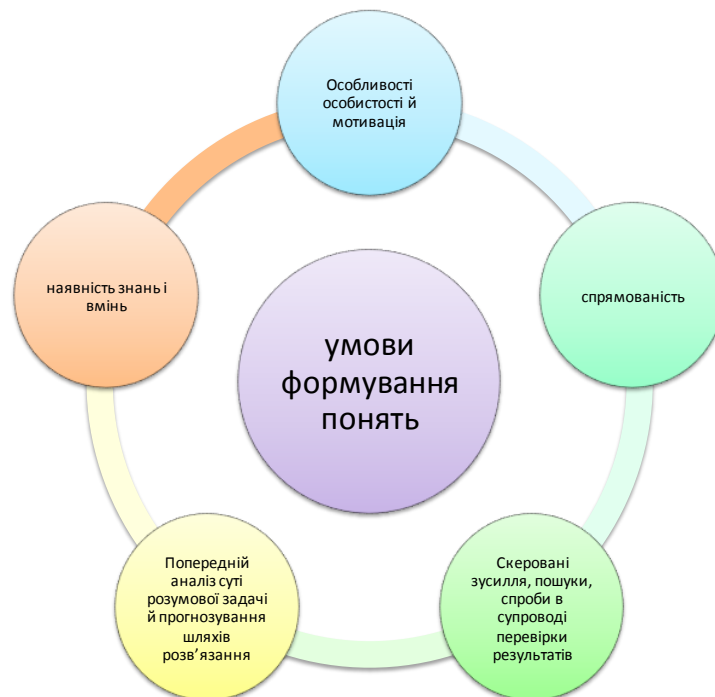 Особливості
особистості й
мотивація
спрямованість
Скеровані
зусилля, пошуки,
спроби в
супроводі
перевірки
результатів
Попередній
аналіз суті
розумової задачі
й прогнозування
шляхів
розв’язання
наявність знань і
вмінь
умови
формування
понять